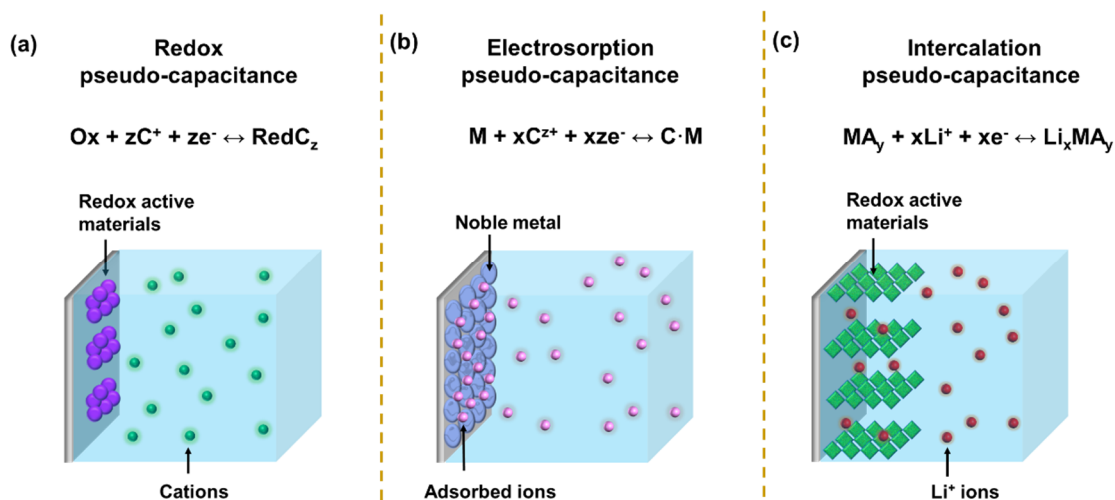 (a)
Redox
pseudo-capacitance
Ox + zC⁺ + ze⁻ ↔ RedC_z
Redox active
materials
Cations
(b)
Electrosorption
pseudo-capacitance
M + xC^z+ + xze⁻ ↔ C·M
Noble metal
Adsorbed ions
(c)
Intercalation
pseudo-capacitance
MA_y + xLi⁺ + xe⁻ ↔ Li_xMA_y
Redox active
materials
Li⁺ ions